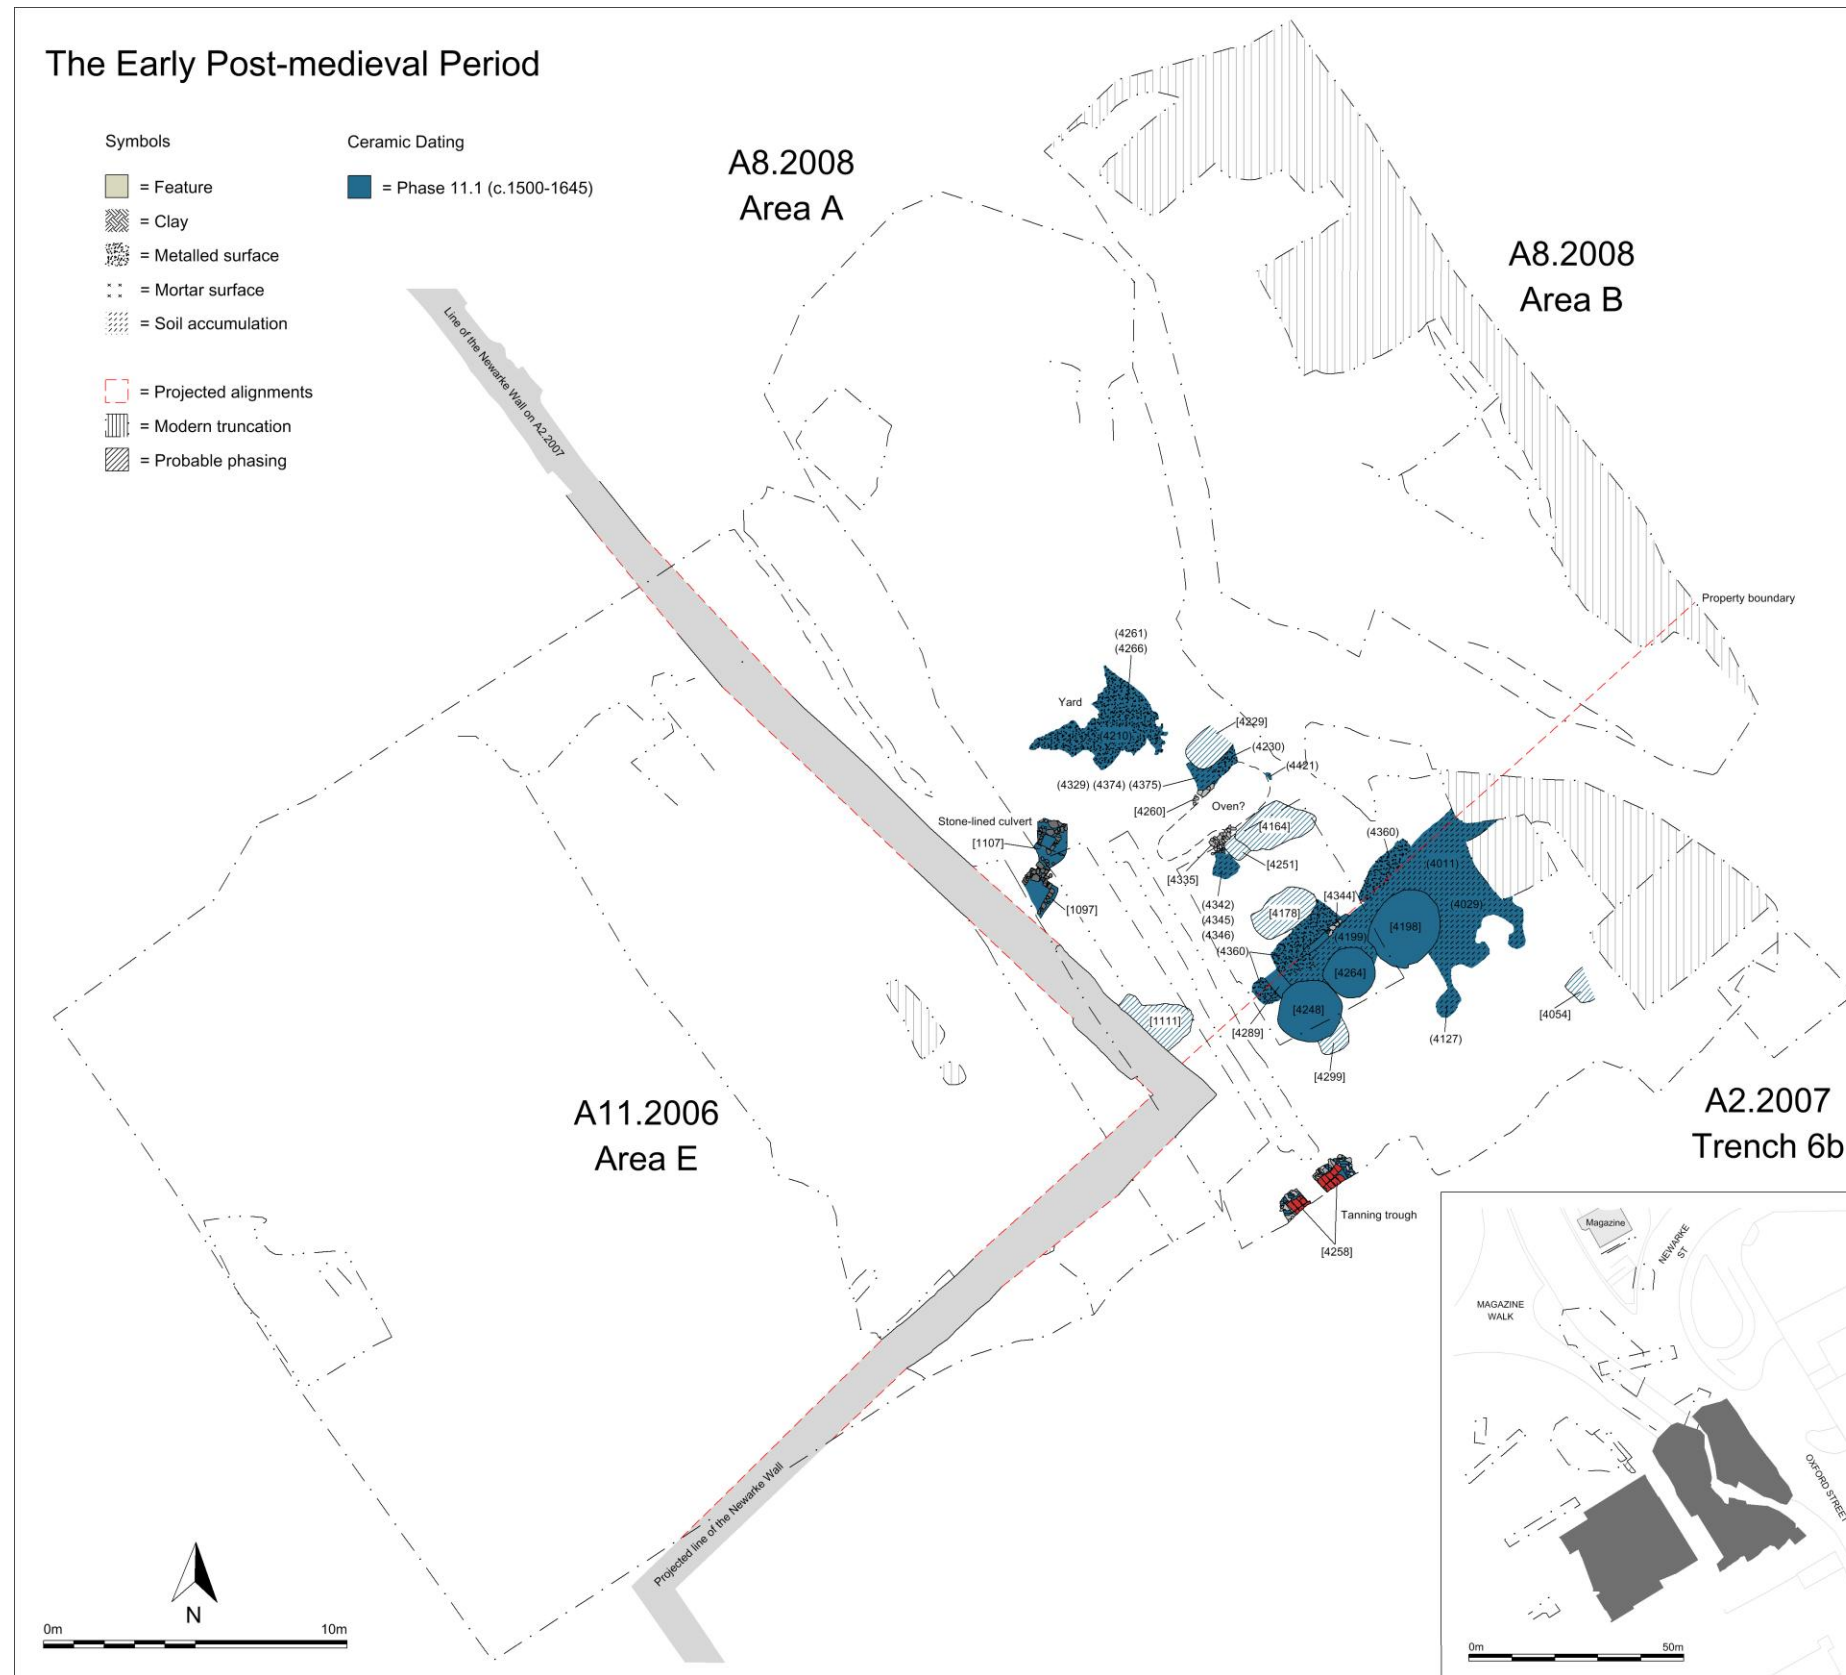 The Early Post-medieval Period
Symbols
= Feature
= Clay
= Metalled surface
= Mortar surface
= Soil accumulation
= Projected alignments
= Modern truncation
= Probable phasing
Ceramic Dating
= Phase 11.1 (c.1500-1645)
A8.2008
Area A
A8.2008
Area B
Line of the Newarke Wall on A2.2007
Property boundary
(4261)
(4266)
Yard
(4210)
[4229]
(4230)
(4421)
(4329) (4374) (4375)
[4260]
Oven?
[4164]
Stone-lined culvert
[1107]
[4251]
[4335]
(4360)
(4011)
[1097]
(4342)
(4345)
(4346)
[4344]
[4178]
(4029)
(4199)
[4198]
(4360)
[4264]
[4248]
[1111]
[4289]
(4127)
[4054]
[4299]
A11.2006
Area E
A2.2007
Trench 6b
Tanning trough
[4258]
Projected line of the Newarke Wall
N
0m
10m
Magazine
NEWARKE
ST
MAGAZINE
WALK
OXFORD STREET
0m
50m